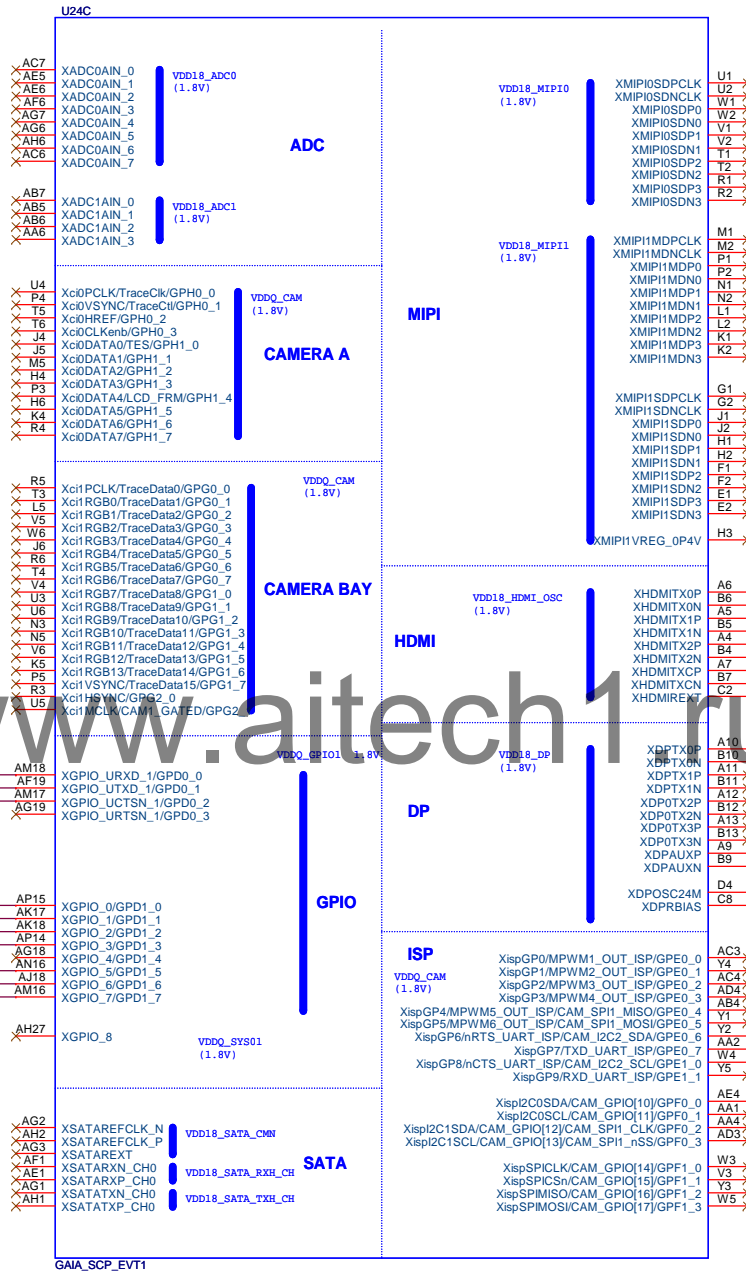 U24C
AC7 XADC0AIN_0
AE5 XADC0AIN_1
AE6 XADC0AIN_2
AF6 XADC0AIN_3
AG7 XADC0AIN_4
AG6 XADC0AIN_5
AH6 XADC0AIN_6
AC6 XADC0AIN_7
VDD18_ADC0
(1.8V)
ADC
AB7 XADC1AIN_0
AB5 XADC1AIN_1
AB6 XADC1AIN_2
AA6 XADC1AIN_3
VDD18_ADC1
(1.8V)
U4 Xci0PCLK/TraceClk/GPH0_0
P4 Xci0VSYNC/TraceCtl/GPH0_1
T5 Xci0HREF/GPH0_2
T6 Xci0CLKenb/GPH0_3
J4 Xci0DATA0/TES/GPH1_0
J5 Xci0DATA1/GPH1_1
M5 Xci0DATA2/GPH1_2
H4 Xci0DATA3/GPH1_3
P3 Xci0DATA4/LCD_FRM/GPH1_4
H6 Xci0DATA5/GPH1_5
K4 Xci0DATA6/GPH1_6
R4 Xci0DATA7/GPH1_7
VDDQ_CAM
(1.8V)
CAMERA A
R5 Xci1PCLK/TraceData0/GPG0_0
T3 Xci1RGB0/TraceData1/GPG0_1
L5 Xci1RGB1/TraceData2/GPG0_2
V5 Xci1RGB2/TraceData3/GPG0_3
W6 Xci1RGB3/TraceData4/GPG0_4
J6 Xci1RGB4/TraceData5/GPG0_5
R6 Xci1RGB5/TraceData6/GPG0_6
T4 Xci1RGB6/TraceData7/GPG0_7
V4 Xci1RGB7/TraceData8/GPG1_0
U3 Xci1RGB8/TraceData9/GPG1_1
U6 Xci1RGB9/TraceData10/GPG1_2
N3 Xci1RGB10/TraceData11/GPG1_3
N5 Xci1RGB11/TraceData12/GPG1_4
V6 Xci1RGB12/TraceData13/GPG1_5
K5 Xci1RGB13/TraceData14/GPG1_6
P5 Xci1VSYNC/TraceData15/GPG1_7
R3 Xci1HSYNC/GPG2_0
U5 Xci1MCLK/CAM1_GATED/GPG2
VDDQ_CAM
(1.8V)
CAMERA BAY
www.aitech1.ru
VDDQ_GPIO1 1.8V
AM18 XGPIO_URXD_1/GPD0_0
AF19 XGPIO_UTXD_1/GPD0_1
AM17 XGPIO_UCTSN_1/GPD0_2
AG19 XGPIO_URTSN_1/GPD0_3
GPIO
AP15 XGPIO_0/GPD1_0
AK17 XGPIO_1/GPD1_1
AK18 XGPIO_2/GPD1_2
AP14 XGPIO_3/GPD1_3
AG18 XGPIO_4/GPD1_4
AN16 XGPIO_5/GPD1_5
AJ18 XGPIO_6/GPD1_6
AM16 XGPIO_7/GPD1_7
AH27 XGPIO_8
VDDQ_SYS01
(1.8V)
AG2 XSATAREFCLK_N
AH2 XSATAREFCLK_P
AG3 XSATAREXT
AF1 XSATARXN_CH0
AE1 XSATARXP_CH0
AG1 XSATATXN_CH0
AH1 XSATATXP_CH0
VDD18_SATA_CMN
VDD18_SATA_RXH_CH
VDD18_SATA_TXH_CH
SATA
VDD18_MIPI0
(1.8V)
XMIPI0SDPCLK U1
XMIPI0SDNCLK U2
XMIPI0SDP0 W1
XMIPI0SDN0 W2
XMIPI0SDP1 V1
XMIPI0SDN1 V2
XMIPI0SDP2 T1
XMIPI0SDN2 T2
XMIPI0SDP3 R1
XMIPI0SDN3 R2
VDD18_MIPI1
(1.8V)
MIPI
XMIPI1MDPCLK M1
XMIPI1MDNCLK M2
XMIPI1MDP0 P1
XMIPI1MDN0 P2
XMIPI1MDP1 N1
XMIPI1MDN1 N2
XMIPI1MDP2 L1
XMIPI1MDN2 L2
XMIPI1MDP3 K1
XMIPI1MDN3 K2
XMIPI1SDPCLK G1
XMIPI1SDNCLK G2
XMIPI1SDP0 J1
XMIPI1SDN0 J2
XMIPI1SDP1 H1
XMIPI1SDN1 H2
XMIPI1SDP2 F1
XMIPI1SDN2 F2
XMIPI1SDP3 E1
XMIPI1SDN3 E2
XMIPI1VREG_0P4V H3
VDD18_HDMI_OSC
(1.8V)
HDMI
XHDMITX0P A6
XHDMITX0N B6
XHDMITX1P A5
XHDMITX1N B5
XHDMITX2P A4
XHDMITX2N B4
XHDMITXCP A7
XHDMITXCN B7
XHDMIREXT C2
VDD18_DP
(1.8V)
DP
XDPTX0P A10
XDPTX0N B10
XDPTX1P A11
XDPTX1N B11
XDP0TX2P A12
XDP0TX2N B12
XDP0TX3P A13
XDP0TX3N B13
XDPAUXP A9
XDPAUXN B9
XDPOSC24M D4
XDPRBIAS C8
ISP
VDDQ_CAM
(1.8V)
XispGP0/MPWM1_OUT_ISP/GPE0_0 AC3
XispGP1/MPWM2_OUT_ISP/GPE0_1 Y4
XispGP2/MPWM3_OUT_ISP/GPE0_2 AC4
XispGP3/MPWM4_OUT_ISP/GPE0_3 AD4
XispGP4/MPWM5_OUT_ISP/CAM_SPI1_MISO/GPE0_4 AB4
XispGP5/MPWM6_OUT_ISP/CAM_SPI1_MOSI/GPE0_5 Y1
XispGP6/nRTS_UART_ISP/CAM_I2C2_SDA/GPE0_6 Y2
XispGP7/TXD_UART_ISP/GPE0_7 AA2
XispGP8/nCTS_UART_ISP/CAM_I2C2_SCL/GPE1_0 W4
XispGP9/RXD_UART_ISP/GPE1_1 Y5
XispI2C0SDA/CAM_GPIO[10]/GPF0_0 AE4
XispI2C0SCL/CAM_GPIO[11]/GPF0_1 AA1
XispI2C1SDA/CAM_GPIO[12]/CAM_SPI1_CLK/GPF0_2 AA4
XispI2C1SCL/CAM_GPIO[13]/CAM_SPI1_nSS/GPF0_3 AD3
XispSPICLK/CAM_GPIO[14]/GPF1_0 W3
XispSPICSn/CAM_GPIO[15]/GPF1_1 V3
XispSPIMISO/CAM_GPIO[16]/GPF1_2 Y3
XispSPIMOSI/CAM_GPIO[17]/GPF1_3 W5
GAIA_SCP_EVT1